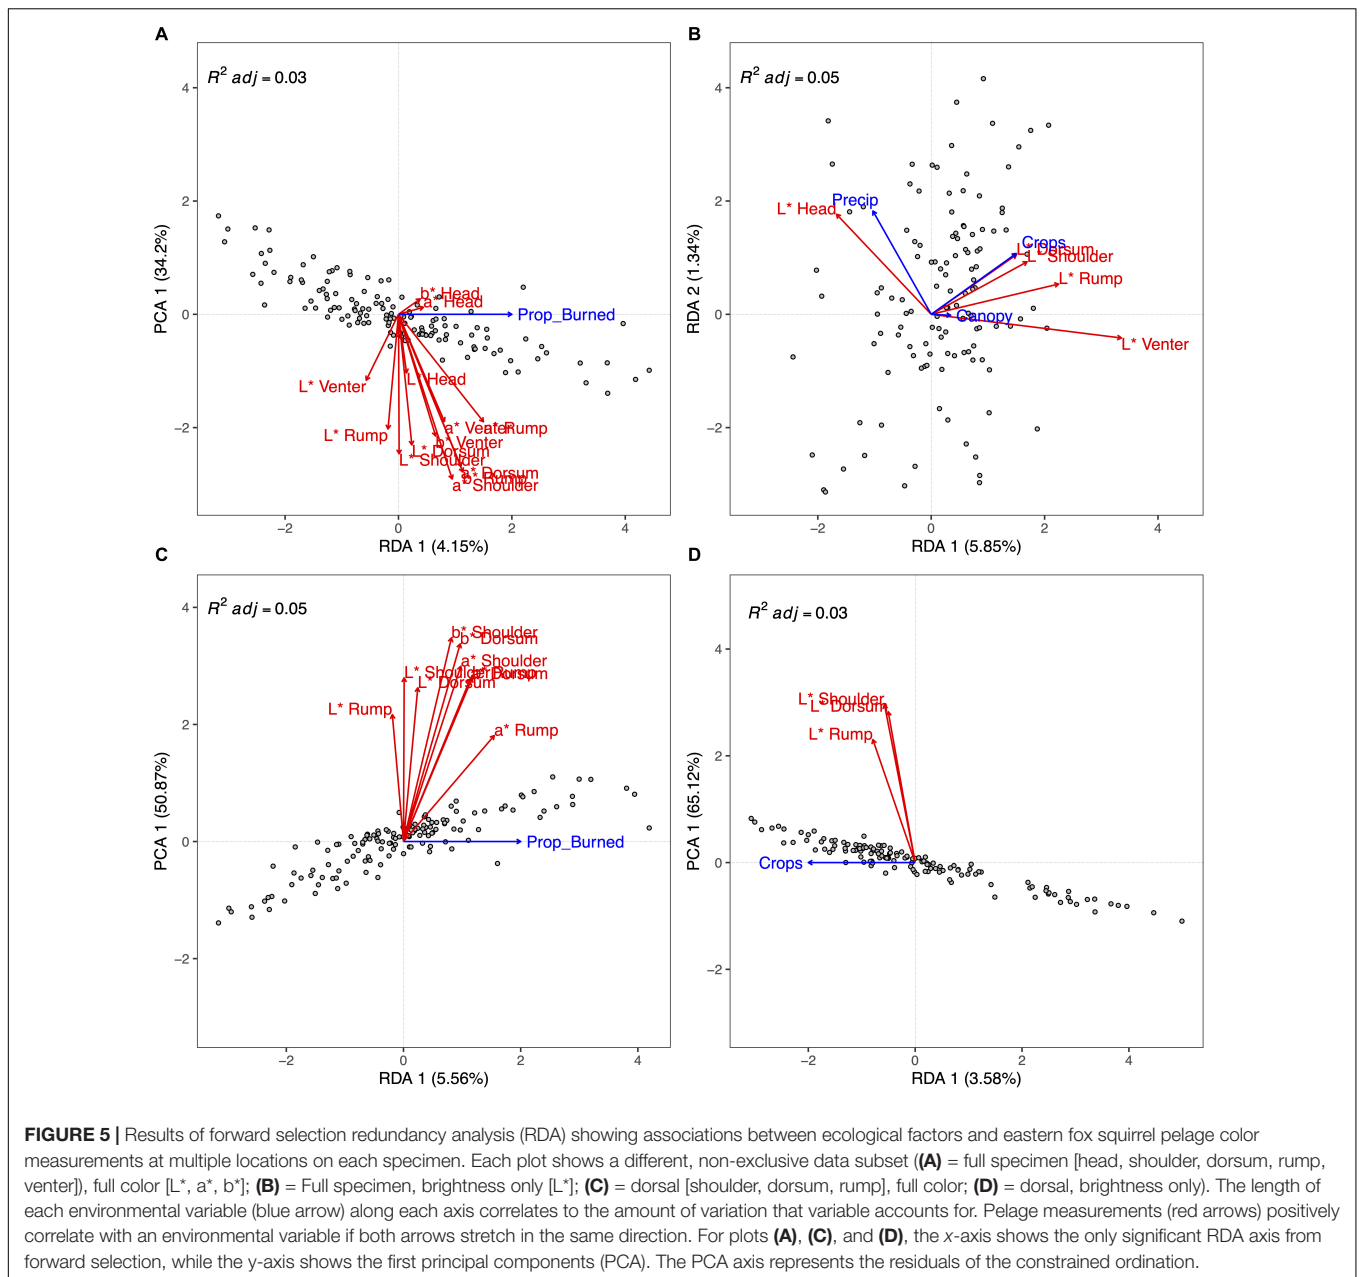 A
R² adj = 0.03
4
2
0
−2
PCA 1 (34.2%)
b* Head
a* Head
Prop_Burned
L* Head
L* Venter
a* Venter
a* Rump
L* Rump
b* Venter
L* Dorsum
L* Shoulder
a* Dorsum
b* Rump
a* Shoulder
−2
0
2
4
RDA 1 (4.15%)
B
R² adj = 0.05
4
2
0
−2
RDA 2 (1.34%)
Precip
L* Head
Crops
L* Dorsum
L* Shoulder
L* Rump
Canopy
L* Venter
−2
0
2
4
RDA 1 (5.85%)
C
R² adj = 0.05
4
2
0
−2
PCA 1 (50.87%)
b* Shoulder
b* Dorsum
a* Shoulder
L* Shoulder
Rump
Dorsum
L* Dorsum
L* Rump
a* Rump
Prop_Burned
−2
0
2
4
RDA 1 (5.56%)
D
R² adj = 0.03
4
2
0
−2
PCA 1 (65.12%)
L* Shoulder
L* Dorsum
L* Rump
Crops
−2
0
2
4
RDA 1 (3.58%)
FIGURE 5 | Results of forward selection redundancy analysis (RDA) showing associations between ecological factors and eastern fox squirrel pelage color
measurements at multiple locations on each specimen. Each plot shows a different, non-exclusive data subset ((A) = full specimen [head, shoulder, dorsum, rump,
venter]), full color [L*, a*, b*]; (B) = Full specimen, brightness only [L*]; (C) = dorsal [shoulder, dorsum, rump], full color; (D) = dorsal, brightness only). The length of
each environmental variable (blue arrow) along each axis correlates to the amount of variation that variable accounts for. Pelage measurements (red arrows) positively
correlate with an environmental variable if both arrows stretch in the same direction. For plots (A), (C), and (D), the x-axis shows the only significant RDA axis from
forward selection, while the y-axis shows the first principal components (PCA). The PCA axis represents the residuals of the constrained ordination.